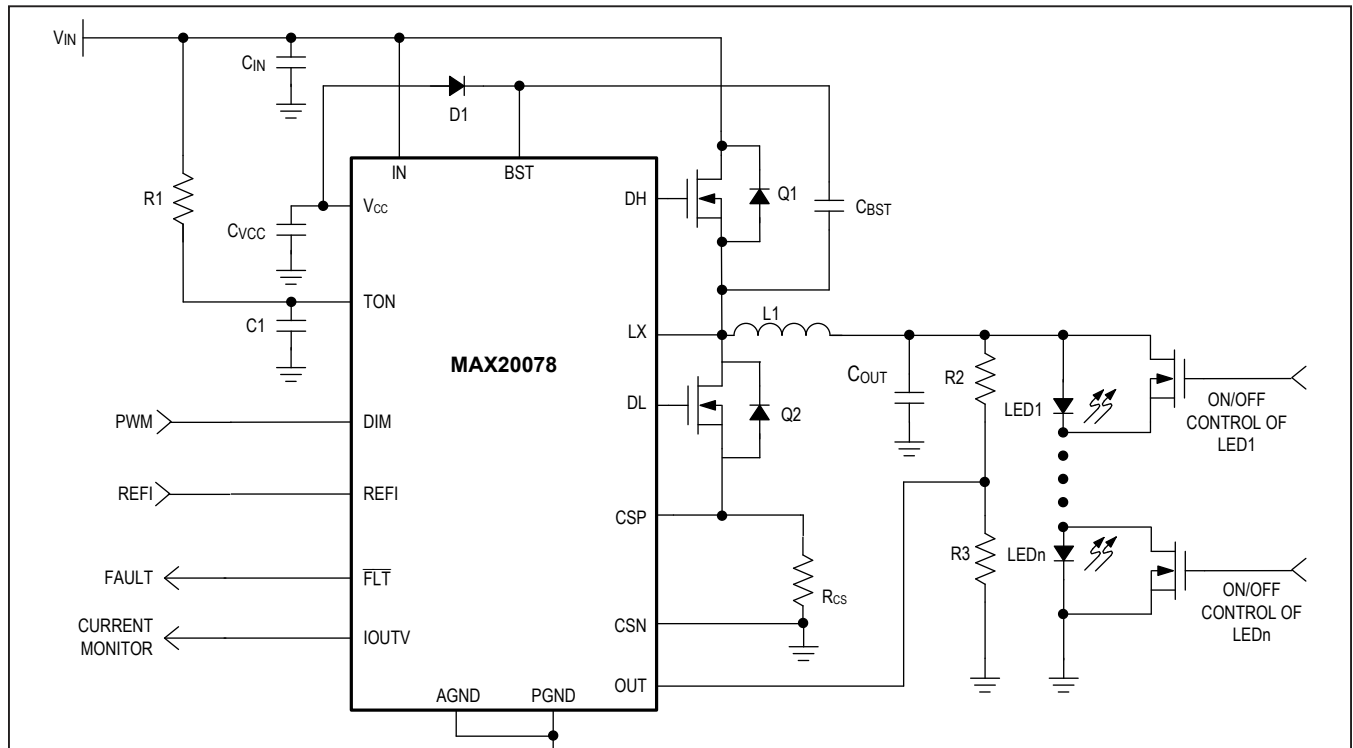 VIN
CIN
D1
IN
BST
R1
VCC
DH
Q1
CBST
CVCC
TON
C1
LX
L1
MAX20078
COUT
R2
LED1
ON/OFF
CONTROL OF
LED1
DL
Q2
PWM
DIM
REFI
REFI
CSP
R3
LEDn
ON/OFF
CONTROL OF
LEDn
FAULT
FLT
RCS
CURRENT
MONITOR
IOUTV
CSN
OUT
AGND
PGND